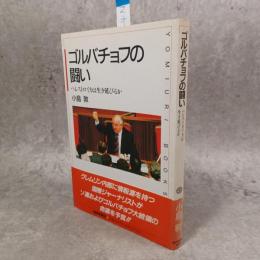 ゴルバチョフの
闘い
ペレストロイカは生き延びるか
小島 敦
YOMIURI BOOKS
クレムリン内部に情報源を持つ
国際ジャーナリストが
ソ連およびゴルバチョフ大統領の
命運を予言!!
ゴルバチョフの闘い